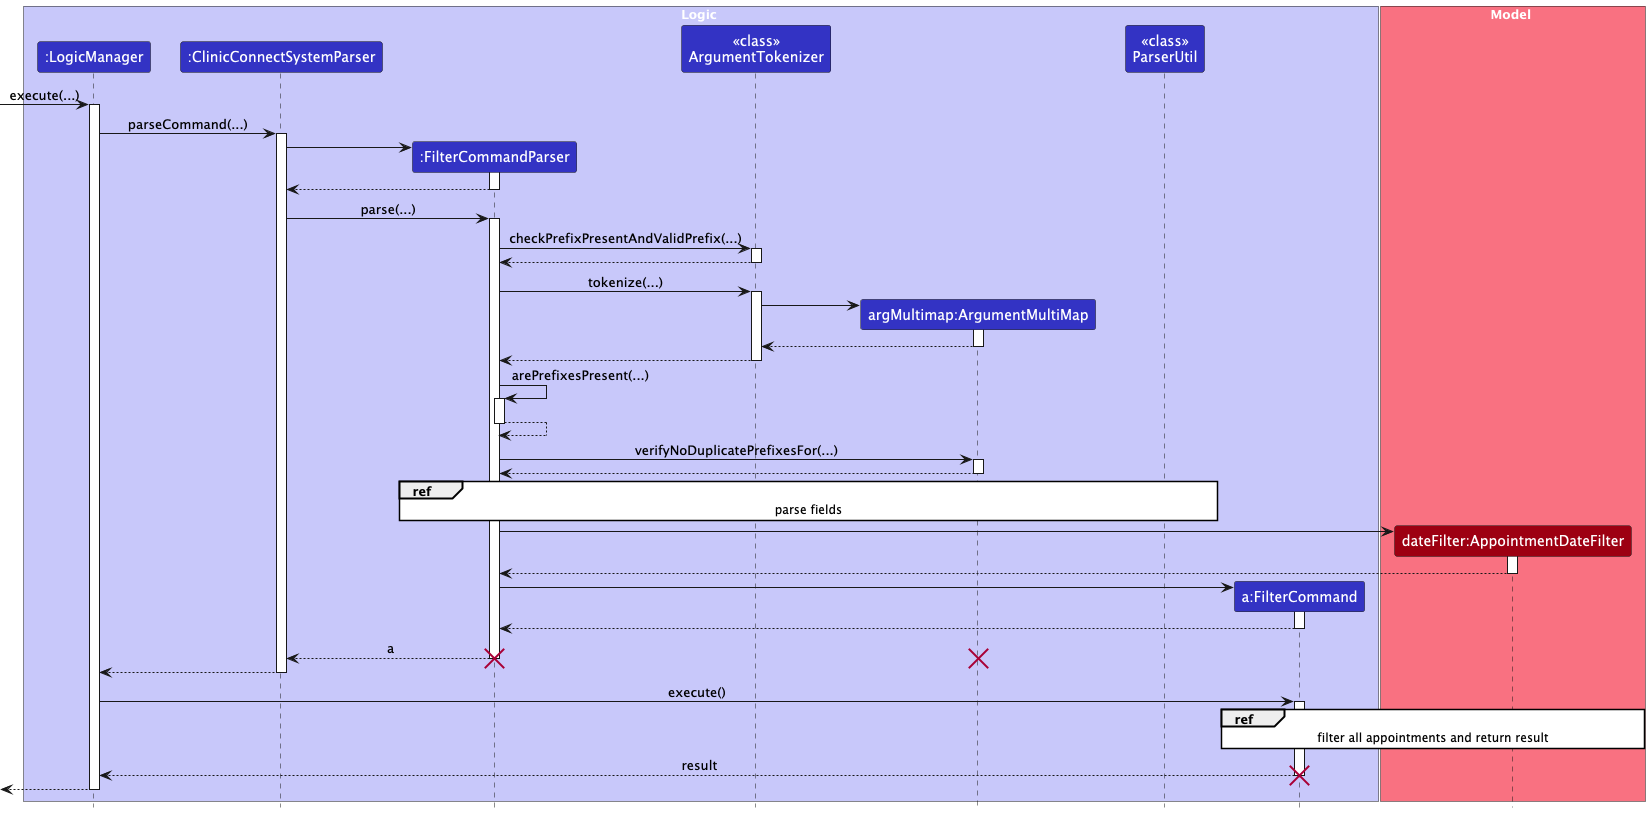 Logic
Model
:LogicManager
:ClinicConnectSystemParser
«class»
ArgumentTokenizer
«class»
ParserUtil
execute(...)
parseCommand(...)
:FilterCommandParser
parse(...)
checkPrefixPresentAndValidPrefix(...)
tokenize(...)
argMultimap:ArgumentMultiMap
arePrefixesPresent(...)
verifyNoDuplicatePrefixesFor(...)
ref
parse fields
dateFilter:AppointmentDateFilter
a:FilterCommand
a
execute()
ref
filter all appointments and return result
result